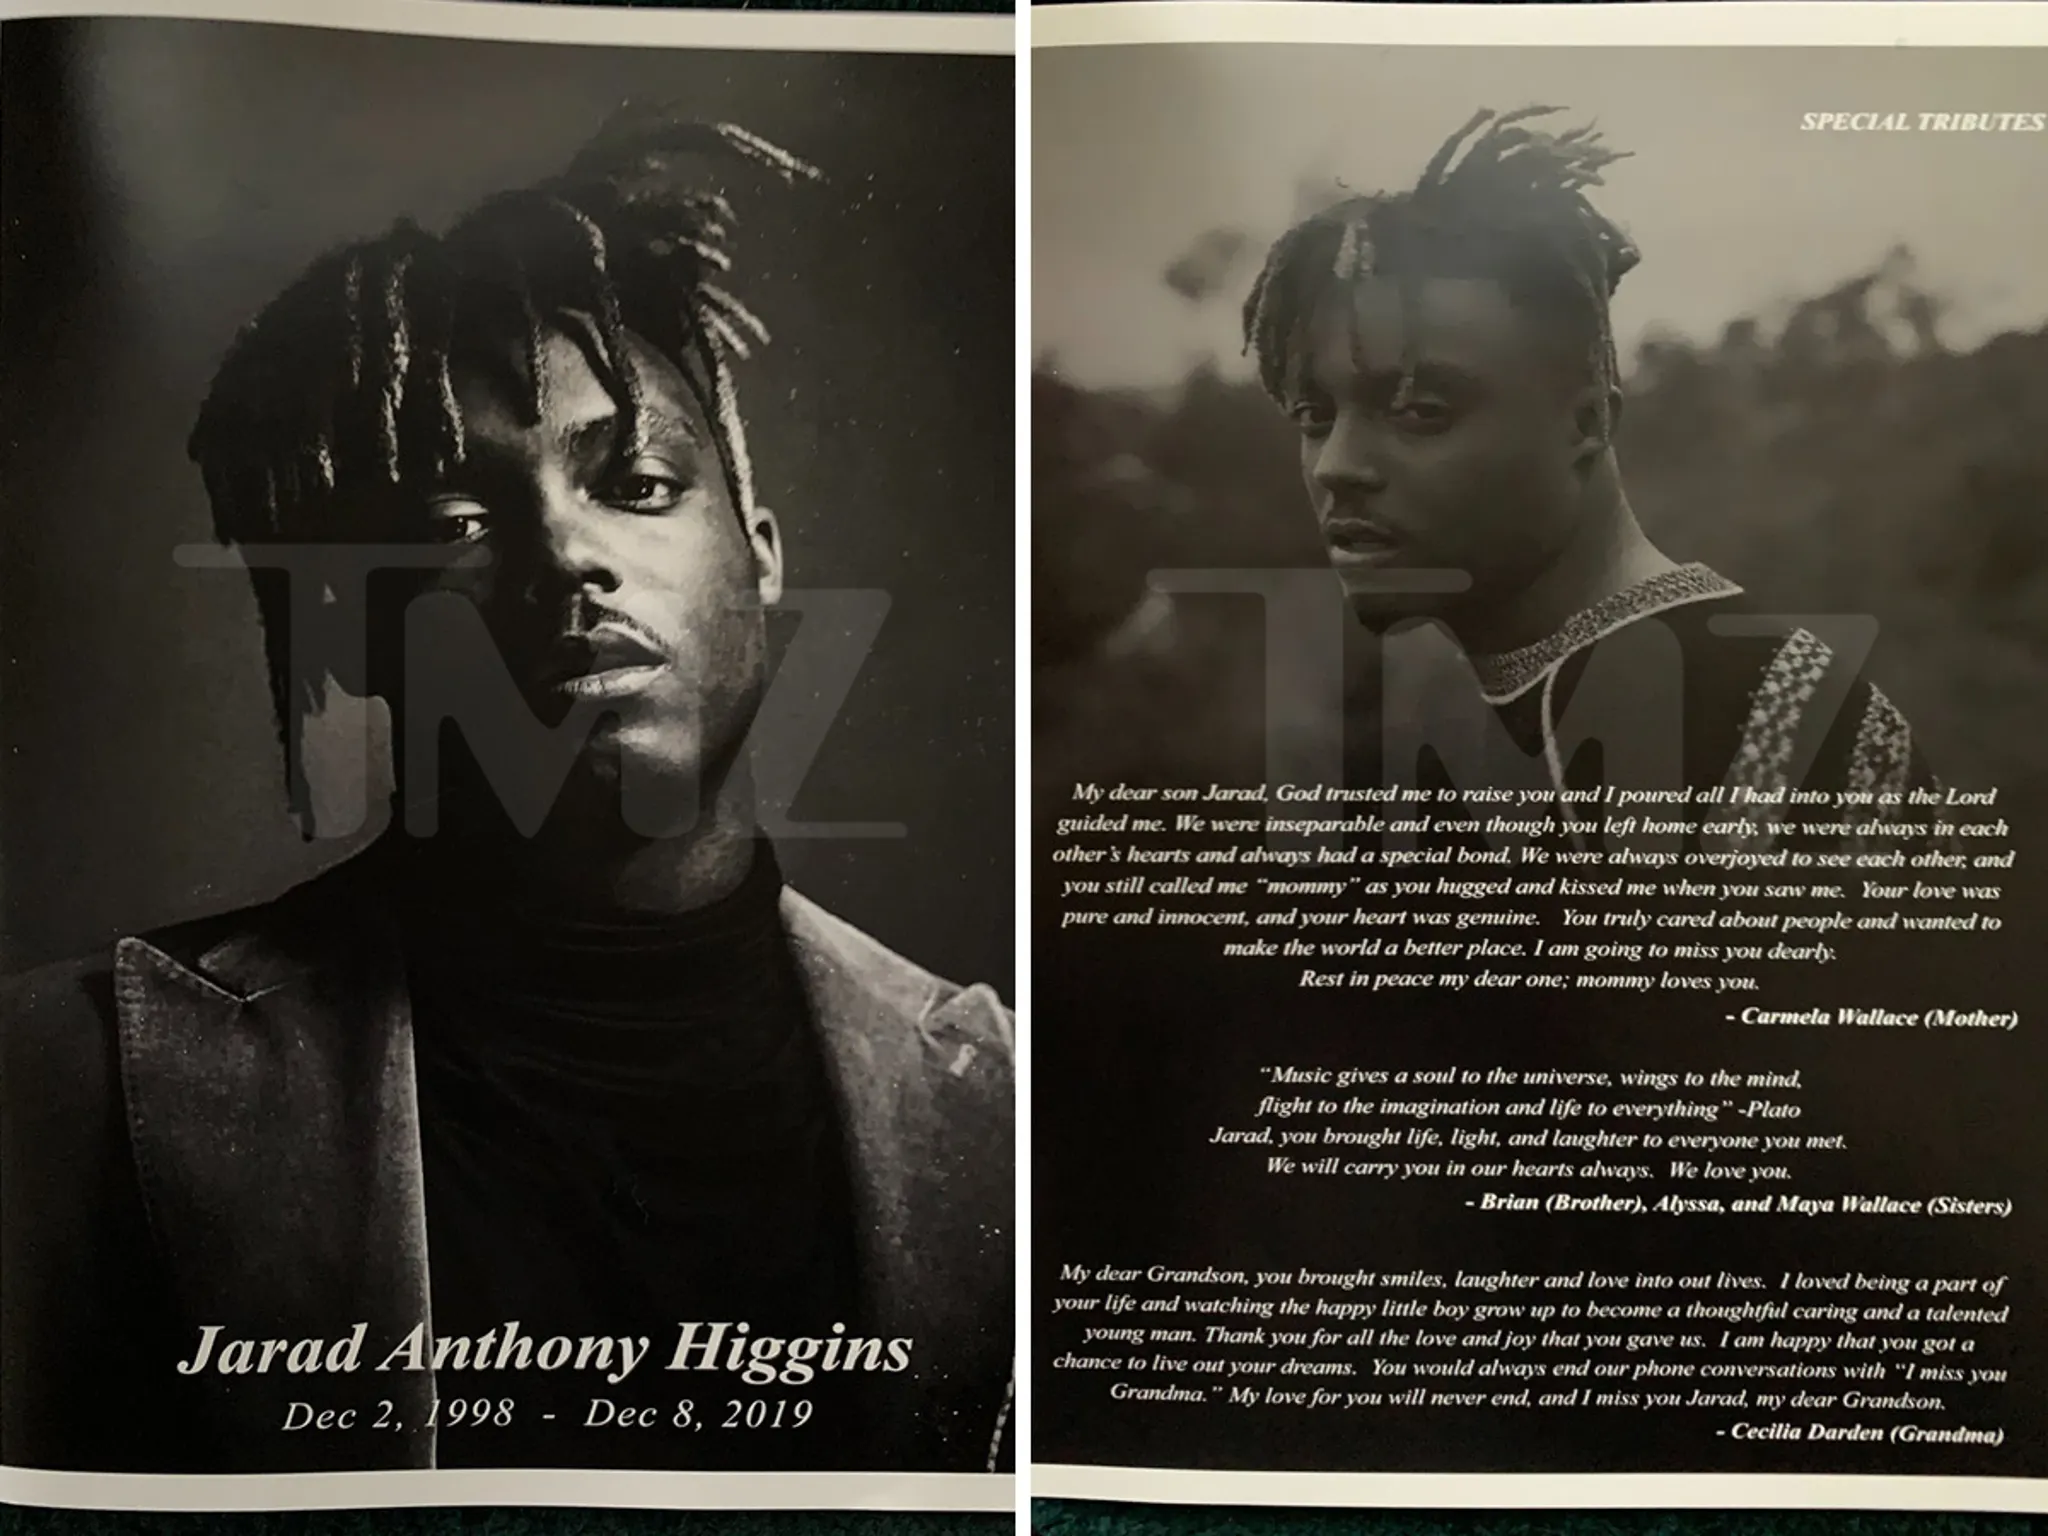 TMZ
Jarad Anthony Higgins
Dec 2, 1998 - Dec 8, 2019
SPECIAL TRIBUTES
TMZ
My dear son Jarad, God trusted me to raise you and I poured all I had into you as the Lord
guided me. We were inseparable and even though you left home early, we were always in each
other's hearts and always had a special bond. We were always overjoyed to see each other, and
you still called me "mommy" as you hugged and kissed me when you saw me. Your love was
pure and innocent, and your heart was genuine. You truly cared about people and wanted to
make the world a better place. I am going to miss you dearly.
Rest in peace my dear one; mommy loves you.
- Carmela Wallace (Mother)
"Music gives a soul to the universe, wings to the mind,
flight to the imagination and life to everything" -Plato
Jarad, you brought life, light, and laughter to everyone you met.
We will carry you in our hearts always. We love you.
- Brian (Brother), Alyssa, and Maya Wallace (Sisters)
My dear Grandson, you brought smiles, laughter and love into out lives. I loved being a part of
your life and watching the happy little boy grow up to become a thoughtful caring and a talented
young man. Thank you for all the love and joy that you gave us. I am happy that you got a
chance to live out your dreams. You would always end our phone conversations with "I miss you
Grandma." My love for you will never end, and I miss you Jarad, my dear Grandson.
- Cecilia Darden (Grandma)